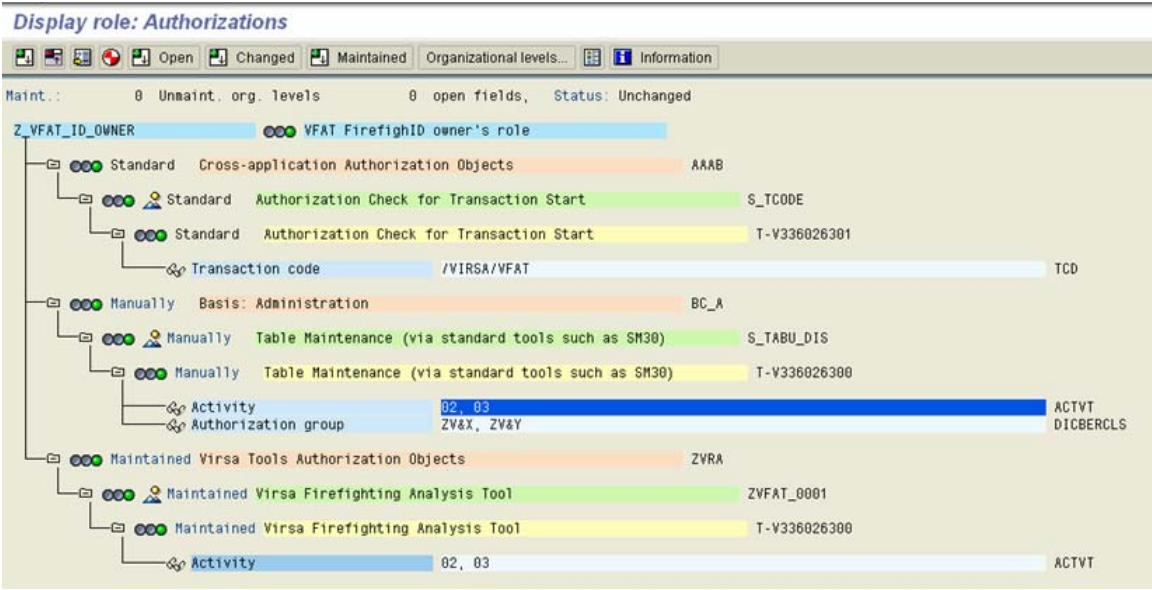 Display role: Authorizations
Open Changed Maintained Organizational levels... Information
Maint.: 0 Unmaint. org. levels 0 open fields, Status: Unchanged
Z_VFAT_ID_OWNER VFAT FirefighID owner's role
Standard Cross-application Authorization Objects AAAB
Standard Authorization Check for Transaction Start S_TCODE
Standard Authorization Check for Transaction Start T-V336026301
Transaction code /VIRSA/VFAT TCD
Manually Basis: Administration BC_A
Manually Table Maintenance (via standard tools such as SM30) S_TABU_DIS
Manually Table Maintenance (via standard tools such as SM30) T-V336026300
Activity 02, 03 ACTVT
Authorization group ZV&X, ZV&Y DICBERCLS
Maintained Virsa Tools Authorization Objects ZVRA
Maintained Virsa Firefighting Analysis Tool ZVFAT_0001
Maintained Virsa Firefighting Analysis Tool T-V336026300
Activity 02, 03 ACTVT